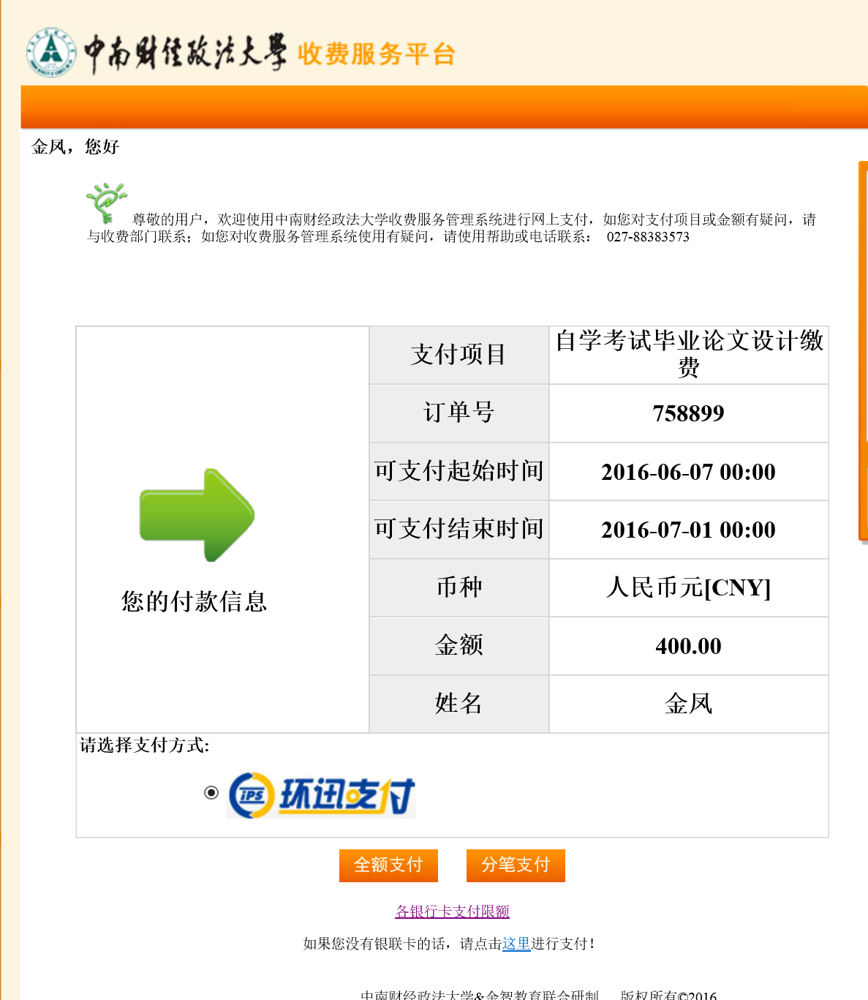 中南财经政法大學 收费服务平台
金凤，您好
尊敬的用户，欢迎使用中南财经政法大学收费服务管理系统进行网上支付，如您对支付项目或金额有疑问，请
与收费部门联系；如您对收费服务管理系统使用有疑问，请使用帮助或电话联系： 027-88383573
支付项目 自学考试毕业论文设计缴
费
订单号 758899
可支付起始时间 2016-06-07 00:00
可支付结束时间 2016-07-01 00:00
币种 人民币元[CNY]
金额 400.00
姓名 金凤
您的付款信息
请选择支付方式:
IPS 环迅支付
全额支付 分笔支付
各银行卡支付限额
如果您没有银联卡的话，请点击这里进行支付！
中南财经政法大学&金智教育联合研制 版权所有©2016